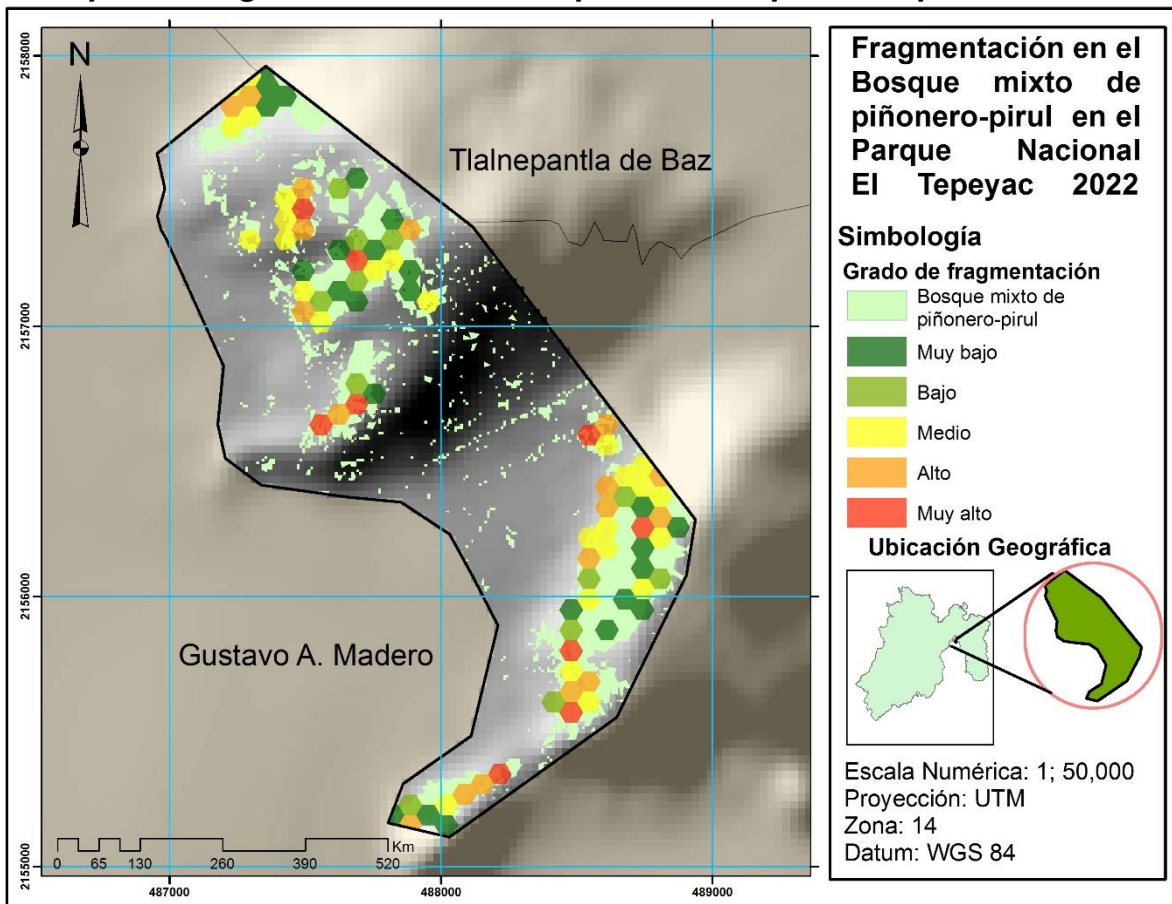 N
Tlalnepantla de Baz
Gustavo A. Madero
2158000
2157000
2156000
2155000
487000
488000
489000
0 65 130 260 390 520
Km
Fragmentación en el
Bosque mixto de
piñonero-pirul en el
Parque Nacional
El Tepeyac 2022
Simbología
Grado de fragmentación
Bosque mixto de
piñonero-pirul
Muy bajo
Bajo
Medio
Alto
Muy alto
Ubicación Geográfica
Escala Numérica: 1; 50,000
Proyección: UTM
Zona: 14
Datum: WGS 84